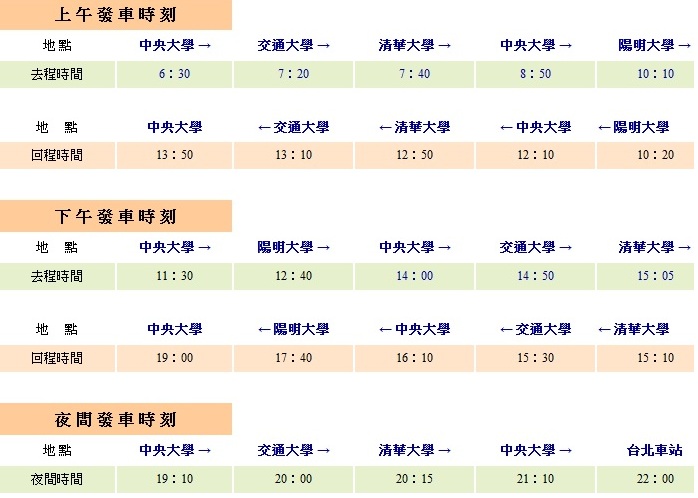 上午發車時刻
地點 中央大學→ 交通大學→ 清華大學→ 中央大學→ 陽明大學→
去程時間 6：30 7：20 7：40 8：50 10：10
地 點 中央大學 ←交通大學 ←清華大學 ←中央大學 ←陽明大學
回程時間 13：50 13：10 12：50 12：10 10：20
下午發車時刻
地 點 中央大學→ 陽明大學→ 中央大學→ 交通大學→ 清華大學→
去程時間 11：30 12：40 14：00 14：50 15：05
地 點 中央大學 ←陽明大學 ←中央大學 ←交通大學 ←清華大學
回程時間 19：00 17：40 16：10 15：30 15：10
夜間發車時刻
地點 中央大學→ 交通大學→ 清華大學→ 中央大學→ 台北車站
夜間時間 19：10 20：00 20：15 21：10 22：00